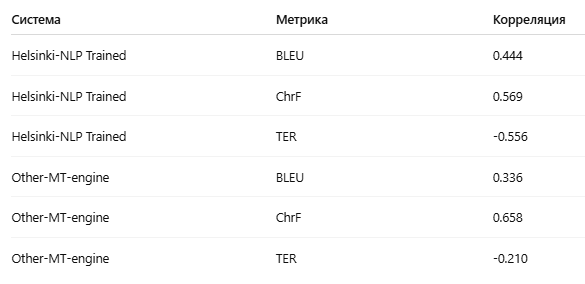 Система Метрика Корреляция
Helsinki-NLP Trained BLEU 0.444
Helsinki-NLP Trained ChrF 0.569
Helsinki-NLP Trained TER -0.556
Other-MT-engine BLEU 0.336
Other-MT-engine ChrF 0.658
Other-MT-engine TER -0.210